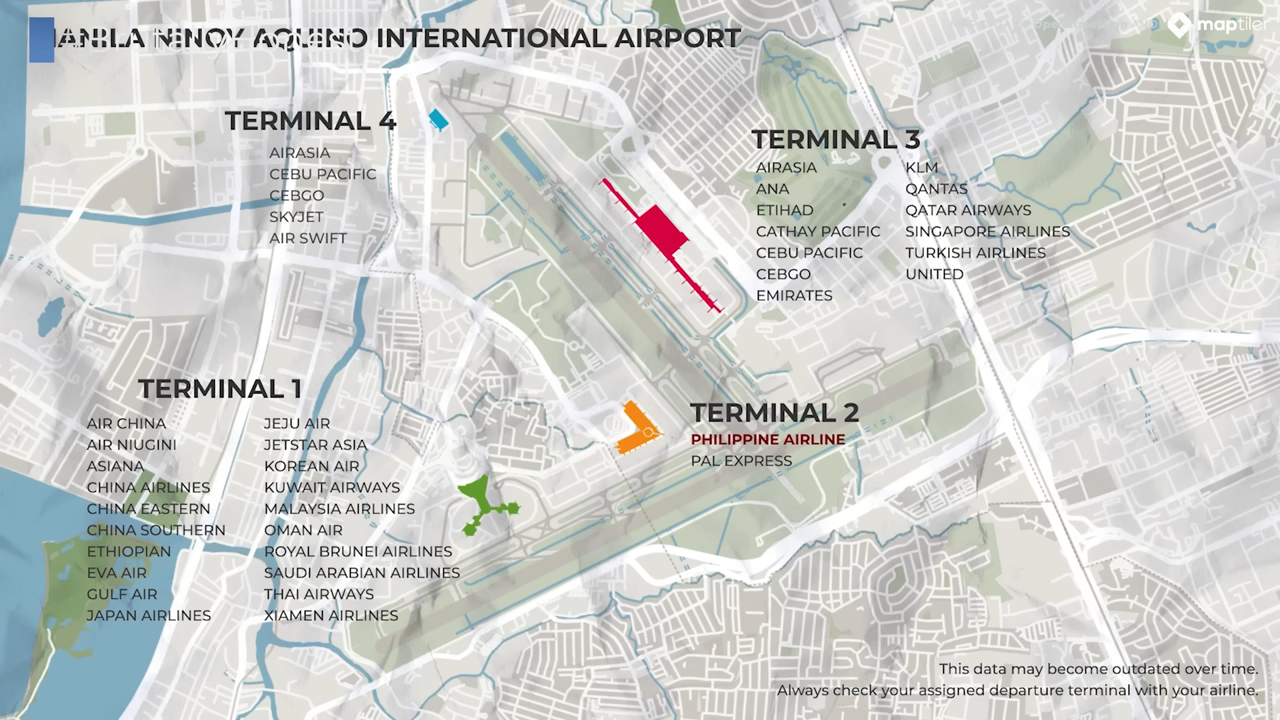 MANILA NINOY AQUINO INTERNATIONAL AIRPORT
maptiler
TERMINAL 4
AIRASIA
CEBU PACIFIC
CEBGO
SKYJET
AIR SWIFT
TERMINAL 3
AIRASIA
ANA
ETIHAD
CATHAY PACIFIC
CEBU PACIFIC
CEBGO
EMIRATES
KLM
QANTAS
QATAR AIRWAYS
SINGAPORE AIRLINES
TURKISH AIRLINES
UNITED
TERMINAL 1
AIR CHINA
AIR NIUGINI
ASIANA
CHINA AIRLINES
CHINA EASTERN
CHINA SOUTHERN
ETHIOPIAN
EVA AIR
GULF AIR
JAPAN AIRLINES
JEJU AIR
JETSTAR ASIA
KOREAN AIR
KUWAIT AIRWAYS
MALAYSIA AIRLINES
OMAN AIR
ROYAL BRUNEI AIRLINES
SAUDI ARABIAN AIRLINES
THAI AIRWAYS
XIAMEN AIRLINES
TERMINAL 2
PHILIPPINE AIRLINE
PAL EXPRESS
This data may become outdated over time.
Always check your assigned departure terminal with your airline.